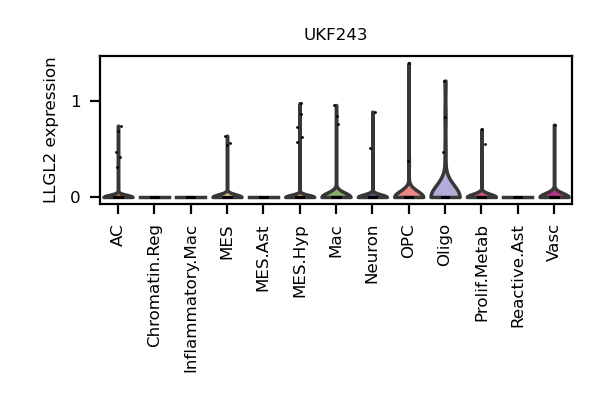 UKF243
LLGL2 expression
1
0
AC
Chromatin.Reg
Inflammatory.Mac
MES
MES.Ast
MES.Hyp
Mac
Neuron
OPC
Oligo
Prolif.Metab
Reactive.Ast
Vasc